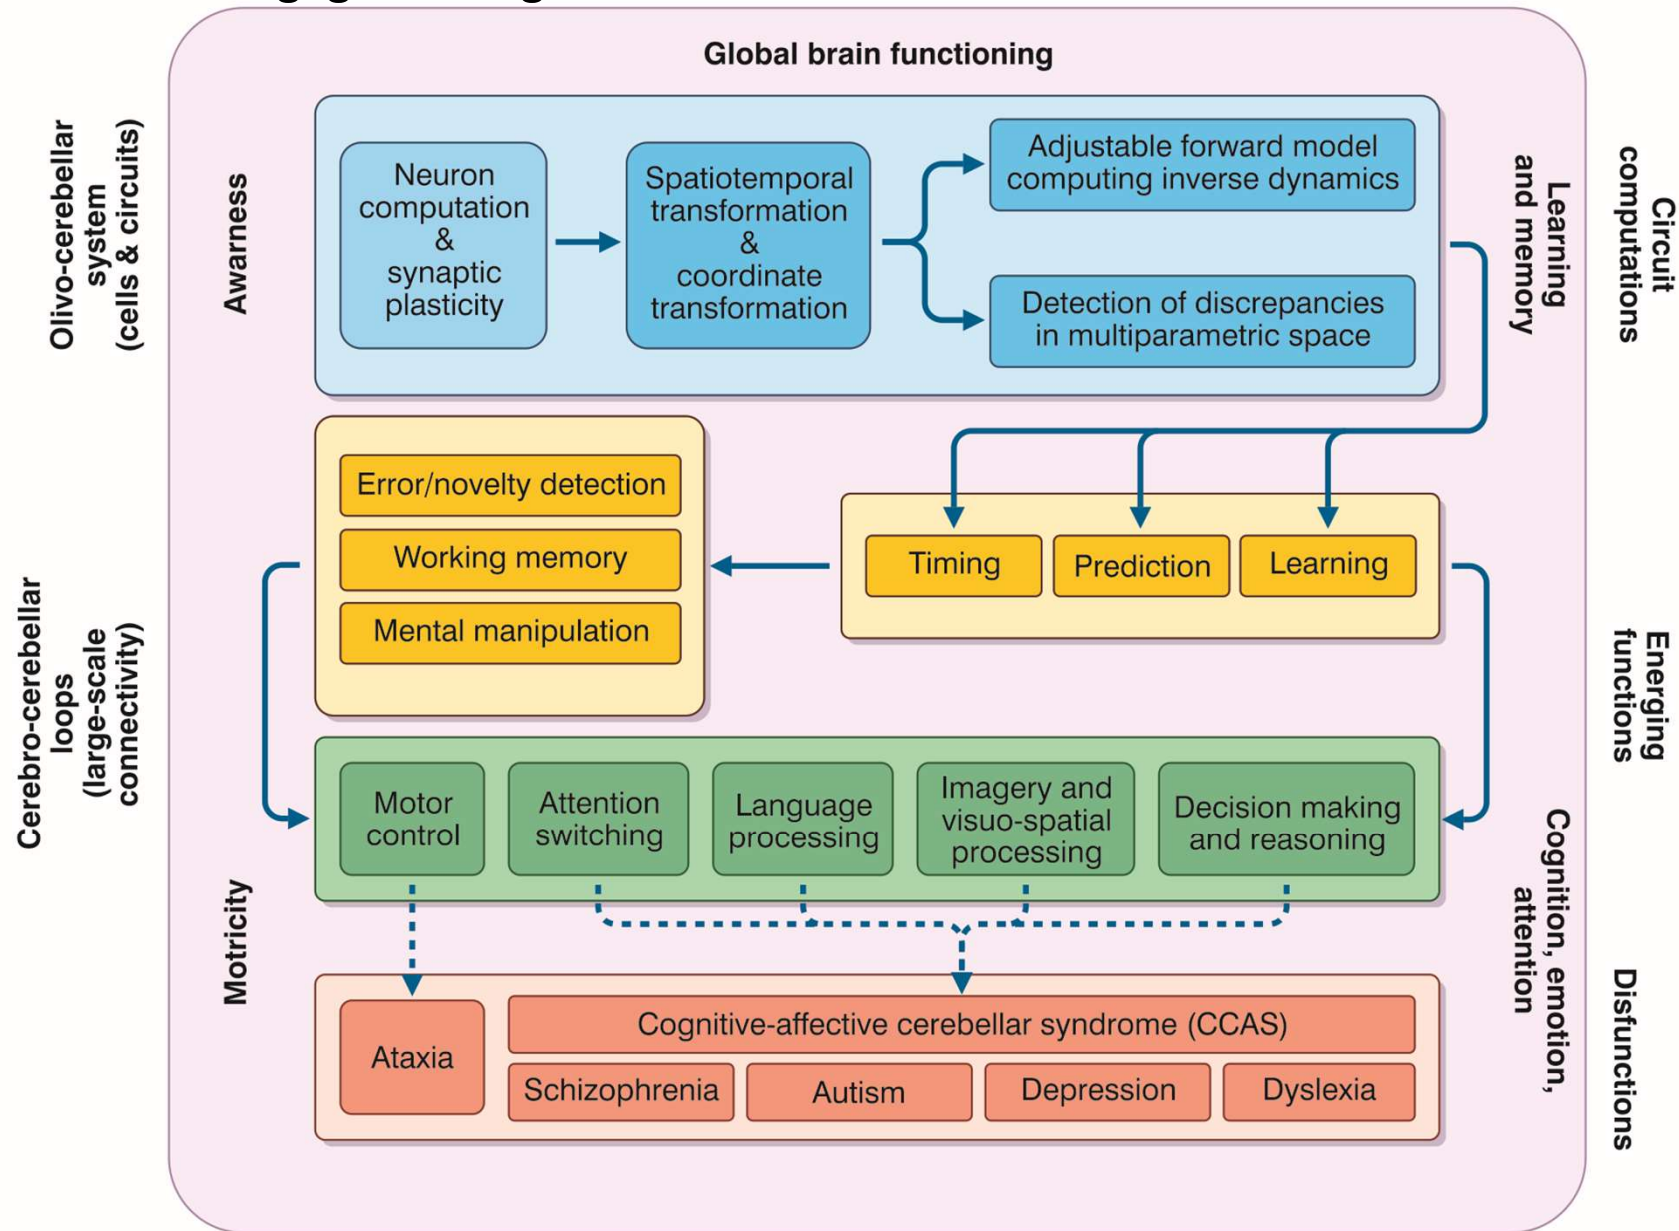 Global brain functioning
Olivo-cerebellar
system
(cells & circuits)
Awarness
Neuron
computation
&
synaptic
plasticity
Spatiotemporal
transformation
&
coordinate
transformation
Adjustable forward model
computing inverse dynamics
Detection of discrepancies
in multiparametric space
Learning
and memory
Circuit
computations
Error/novelty detection
Working memory
Mental manipulation
Timing
Prediction
Learning
Cerebro-cerebellar
loops
(large-scale
connectivity)
Energing
functions
Motor
control
Attention
switching
Language
processing
Imagery and
visuo-spatial
processing
Decision making
and reasoning
Motricity
Cognition, emotion,
attention
Ataxia
Cognitive-affective cerebellar syndrome (CCAS)
Schizophrenia
Autism
Depression
Dyslexia
Disfunctions